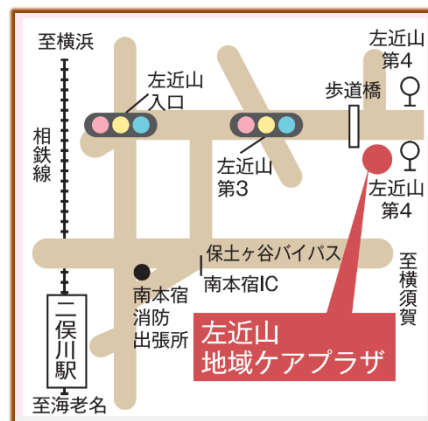 至横浜
左近山
第4
左近山
入口
歩道橋
相鉄線
左近山
第3
左近山
第4
保土ヶ谷バイパス
至横須賀
南本宿IC
南本宿
消防
出張所
二俣川駅
左近山
地域ケアプラザ
至海老名